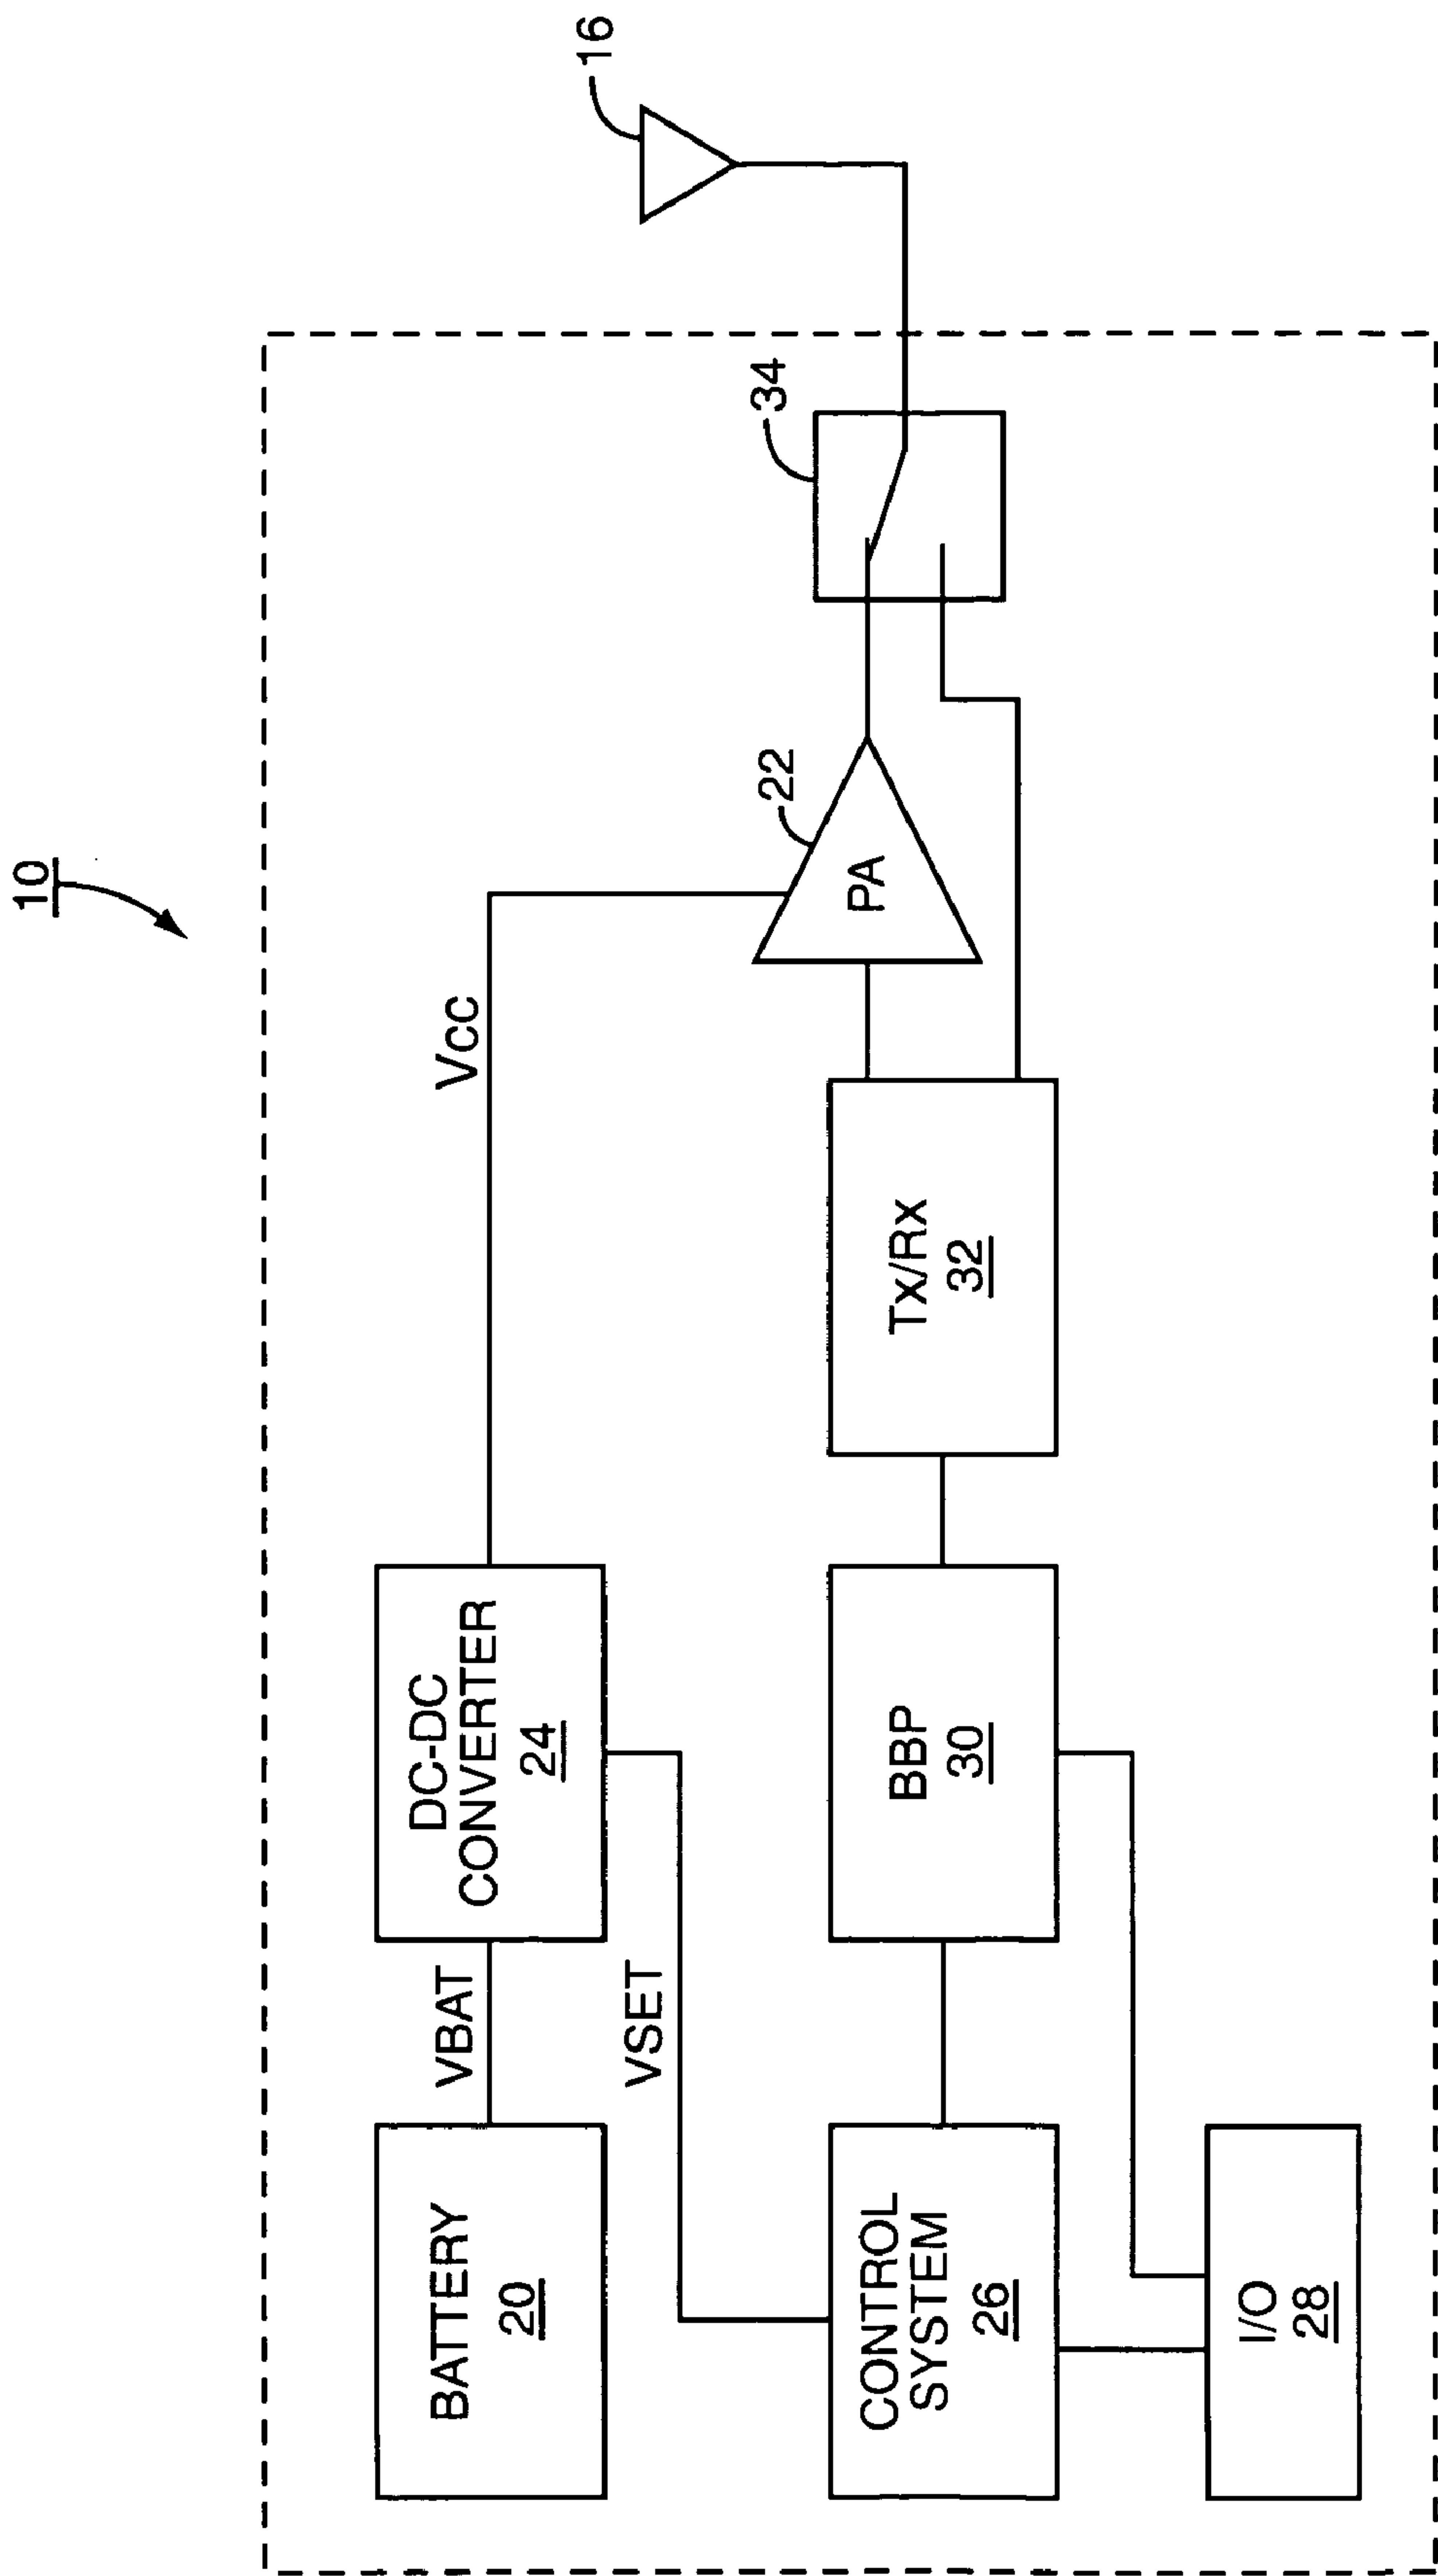 10
16
BATTERY
20
VBAT
DC-DC
CONVERTER
24
Vcc
VSET
22
PA
34
CONTROL
SYSTEM
26
BBP
30
Tx/Rx
32
I/O
28